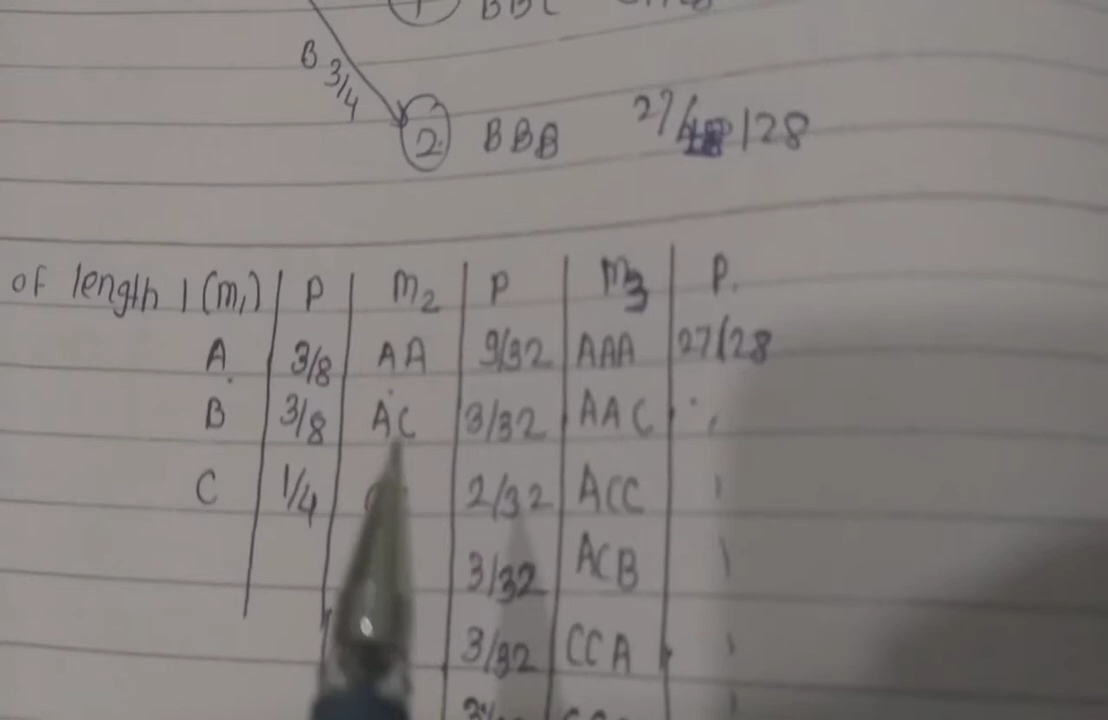 BBC
B 3/4
2 BBB 27/128
of length 1 (m1) P m2 P m3 P.
A 3/8 AA 9/32 AAA 27/128
B 3/8 AC 3/32 AAC
C 1/4 2/32 ACC
3/32 ACB
3/32 CCA